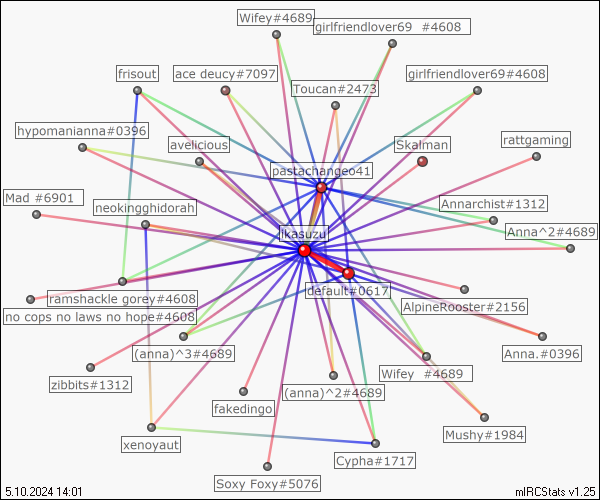 Wifey#4689
girlfriendlover69  #4608
frisout
ace deucy#7097
girlfriendlover69#4608
Toucan#2473
hypomanianna#0396
avelicious
Skalman
rattgaming
pastachange041
Mad #6901
neokingghidorah
Annarchist#1312
jikasuzu
Anna^2#4689
ramshackle gorey#4608
default#0617
AlpineRooster#2156
no cops no laws no hope#4608
(anna)^3#4689
Anna.#0396
zibbits#1312
(anna)^2#4689
Wifey  #4689
fakedingo
Mushy#1984
xenoyaut
Cypha#1717
Soxy Foxy#5076
5.10.2024 14:01
mIRCStats v1.25